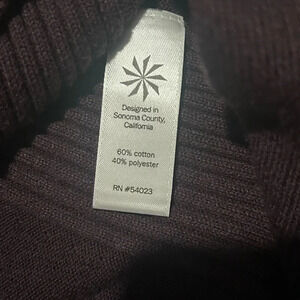 Designed in
Sonoma County,
California
60% cotton
40% polyester
RN #54023